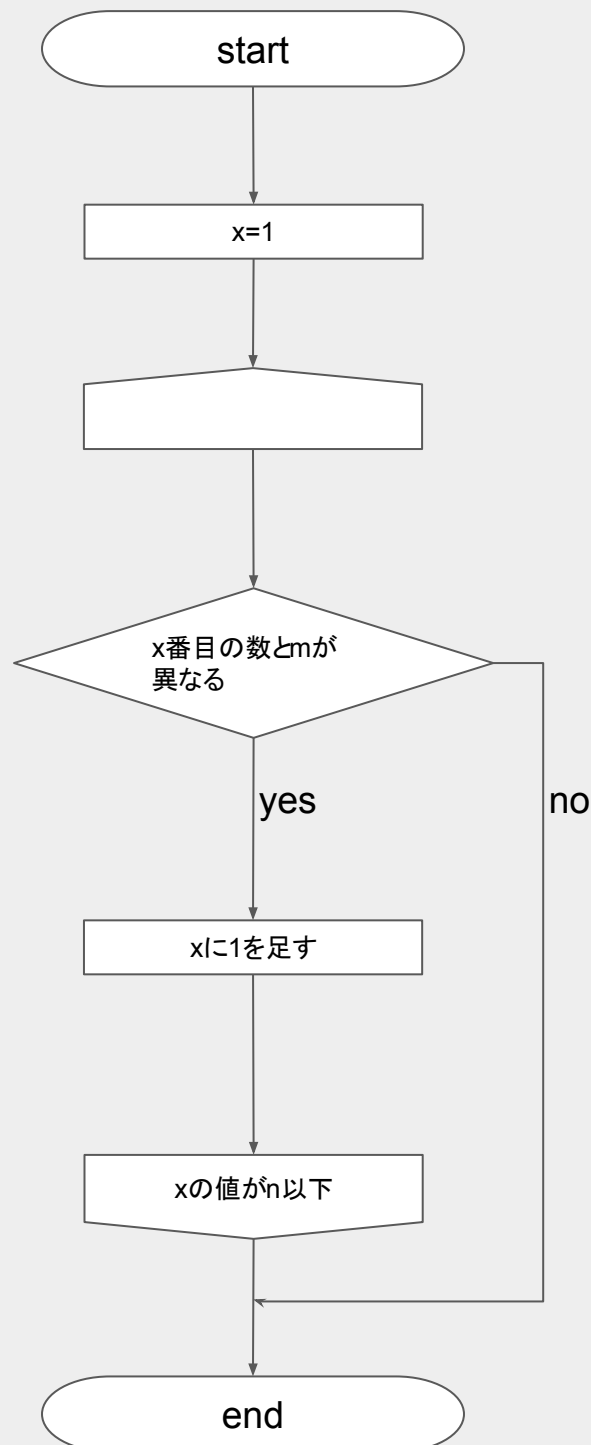 start
x=1
x番目の数とmが
異なる
yes
no
xに1を足す
xの値がn以下
end